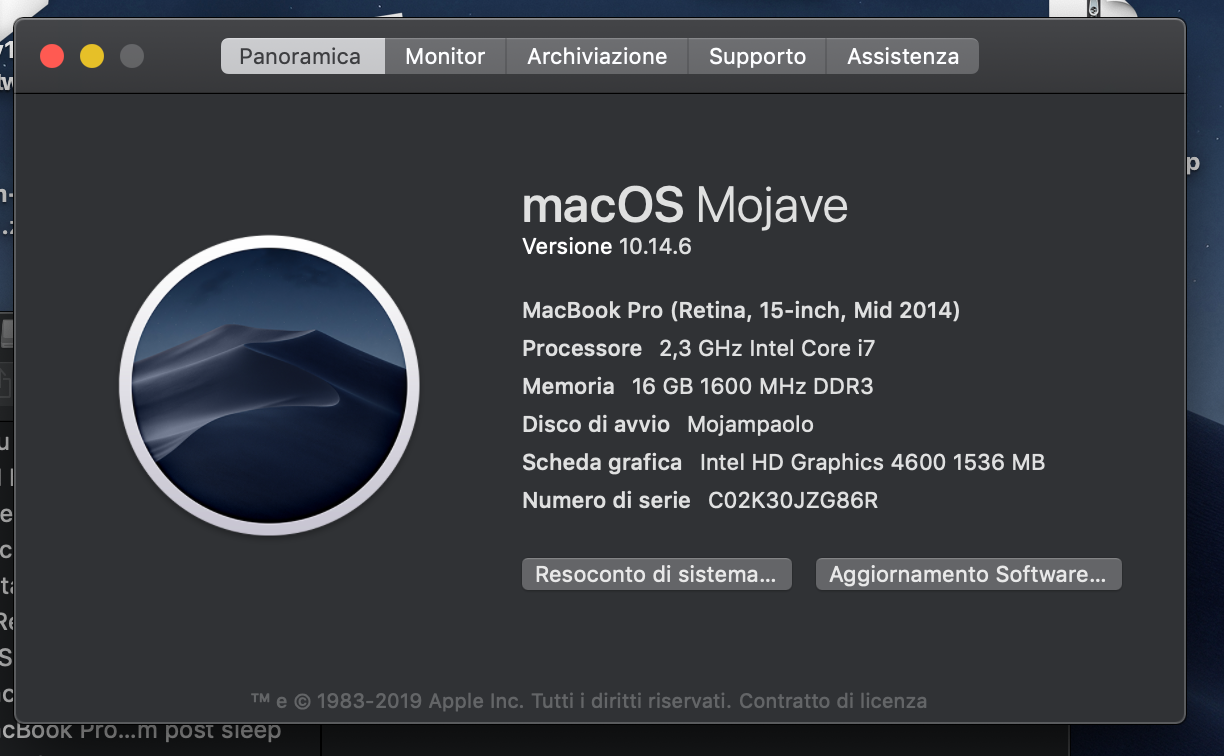 Panoramica Monitor Archiviazione Supporto Assistenza
macOS Mojave
Versione 10.14.6
MacBook Pro (Retina, 15-inch, Mid 2014)
Processore 2,3 GHz Intel Core i7
Memoria 16 GB 1600 MHz DDR3
Disco di avvio Mojampaolo
Scheda grafica Intel HD Graphics 4600 1536 MB
Numero di serie C02K30JZG86R
Resoconto di sistema... Aggiornamento Software...
™ e © 1983-2019 Apple Inc. Tutti i diritti riservati. Contratto di licenza
cBook Pro...m post sleep